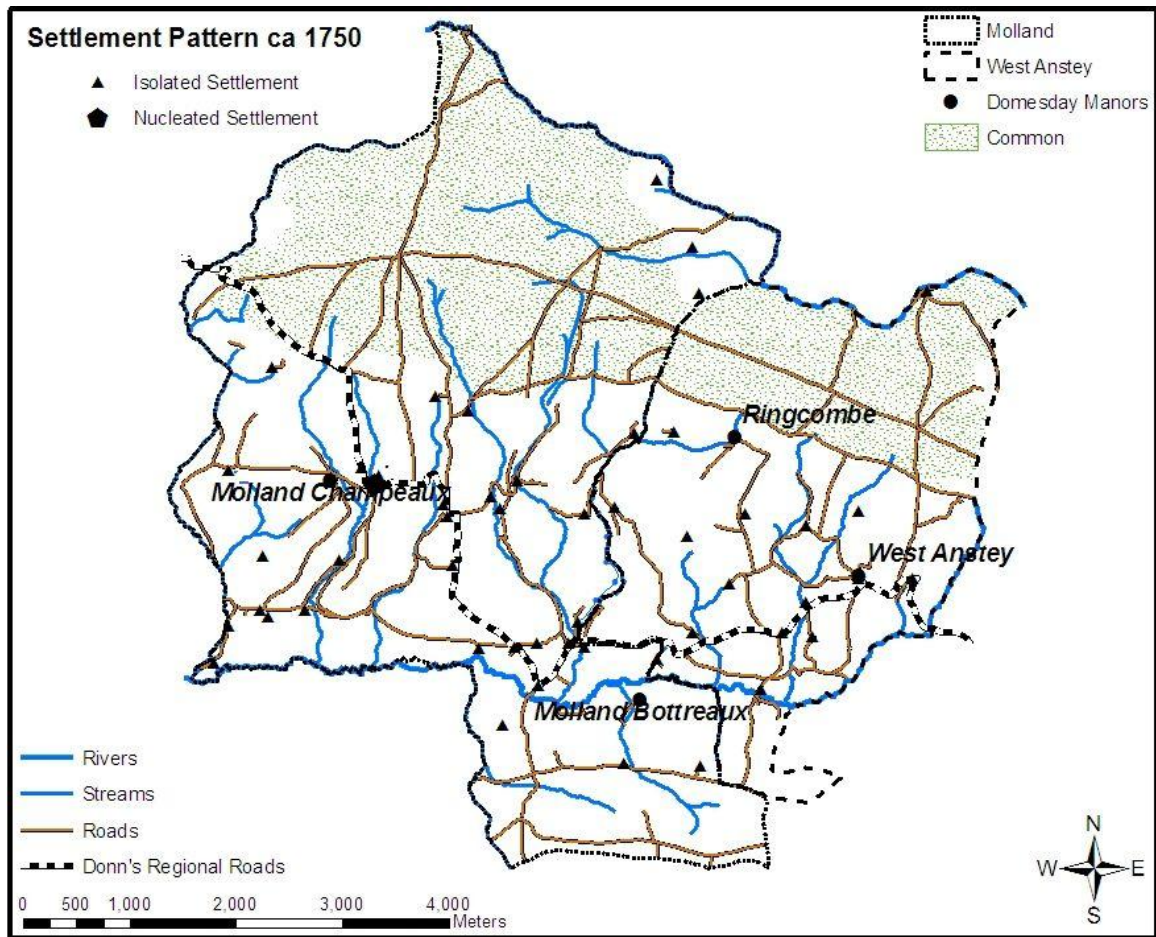 Settlement Pattern ca 1750
Isolated Settlement
Nucleated Settlement
Molland
West Anstey
Domesday Manors
Common
Ringcombe
Molland Champeaux
West Anstey
Molland Bottreaux
Rivers
Streams
Roads
Donn's Regional Roads
0 500 1,000 2,000 3,000 4,000
Meters
N
W E
S